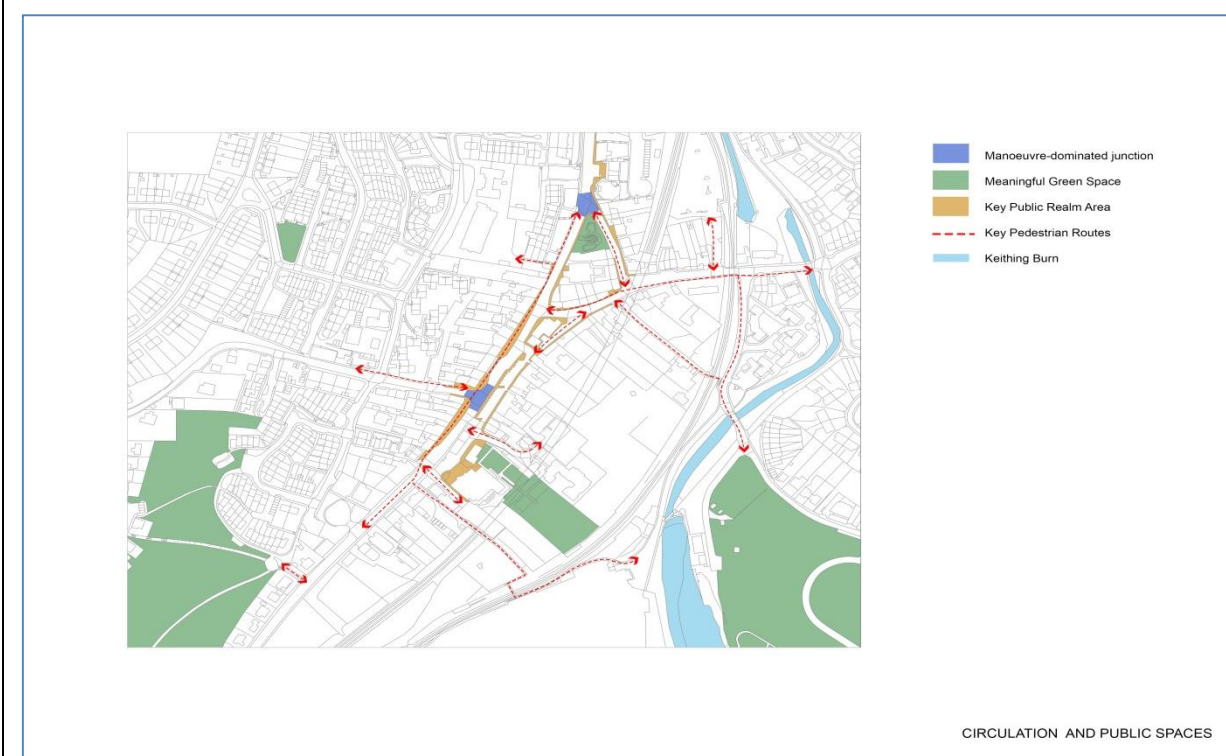 Manoeuvre-dominated junction
Meaningful Green Space
Key Public Realm Area
Key Pedestrian Routes
Keithing Burn
CIRCULATION AND PUBLIC SPACES